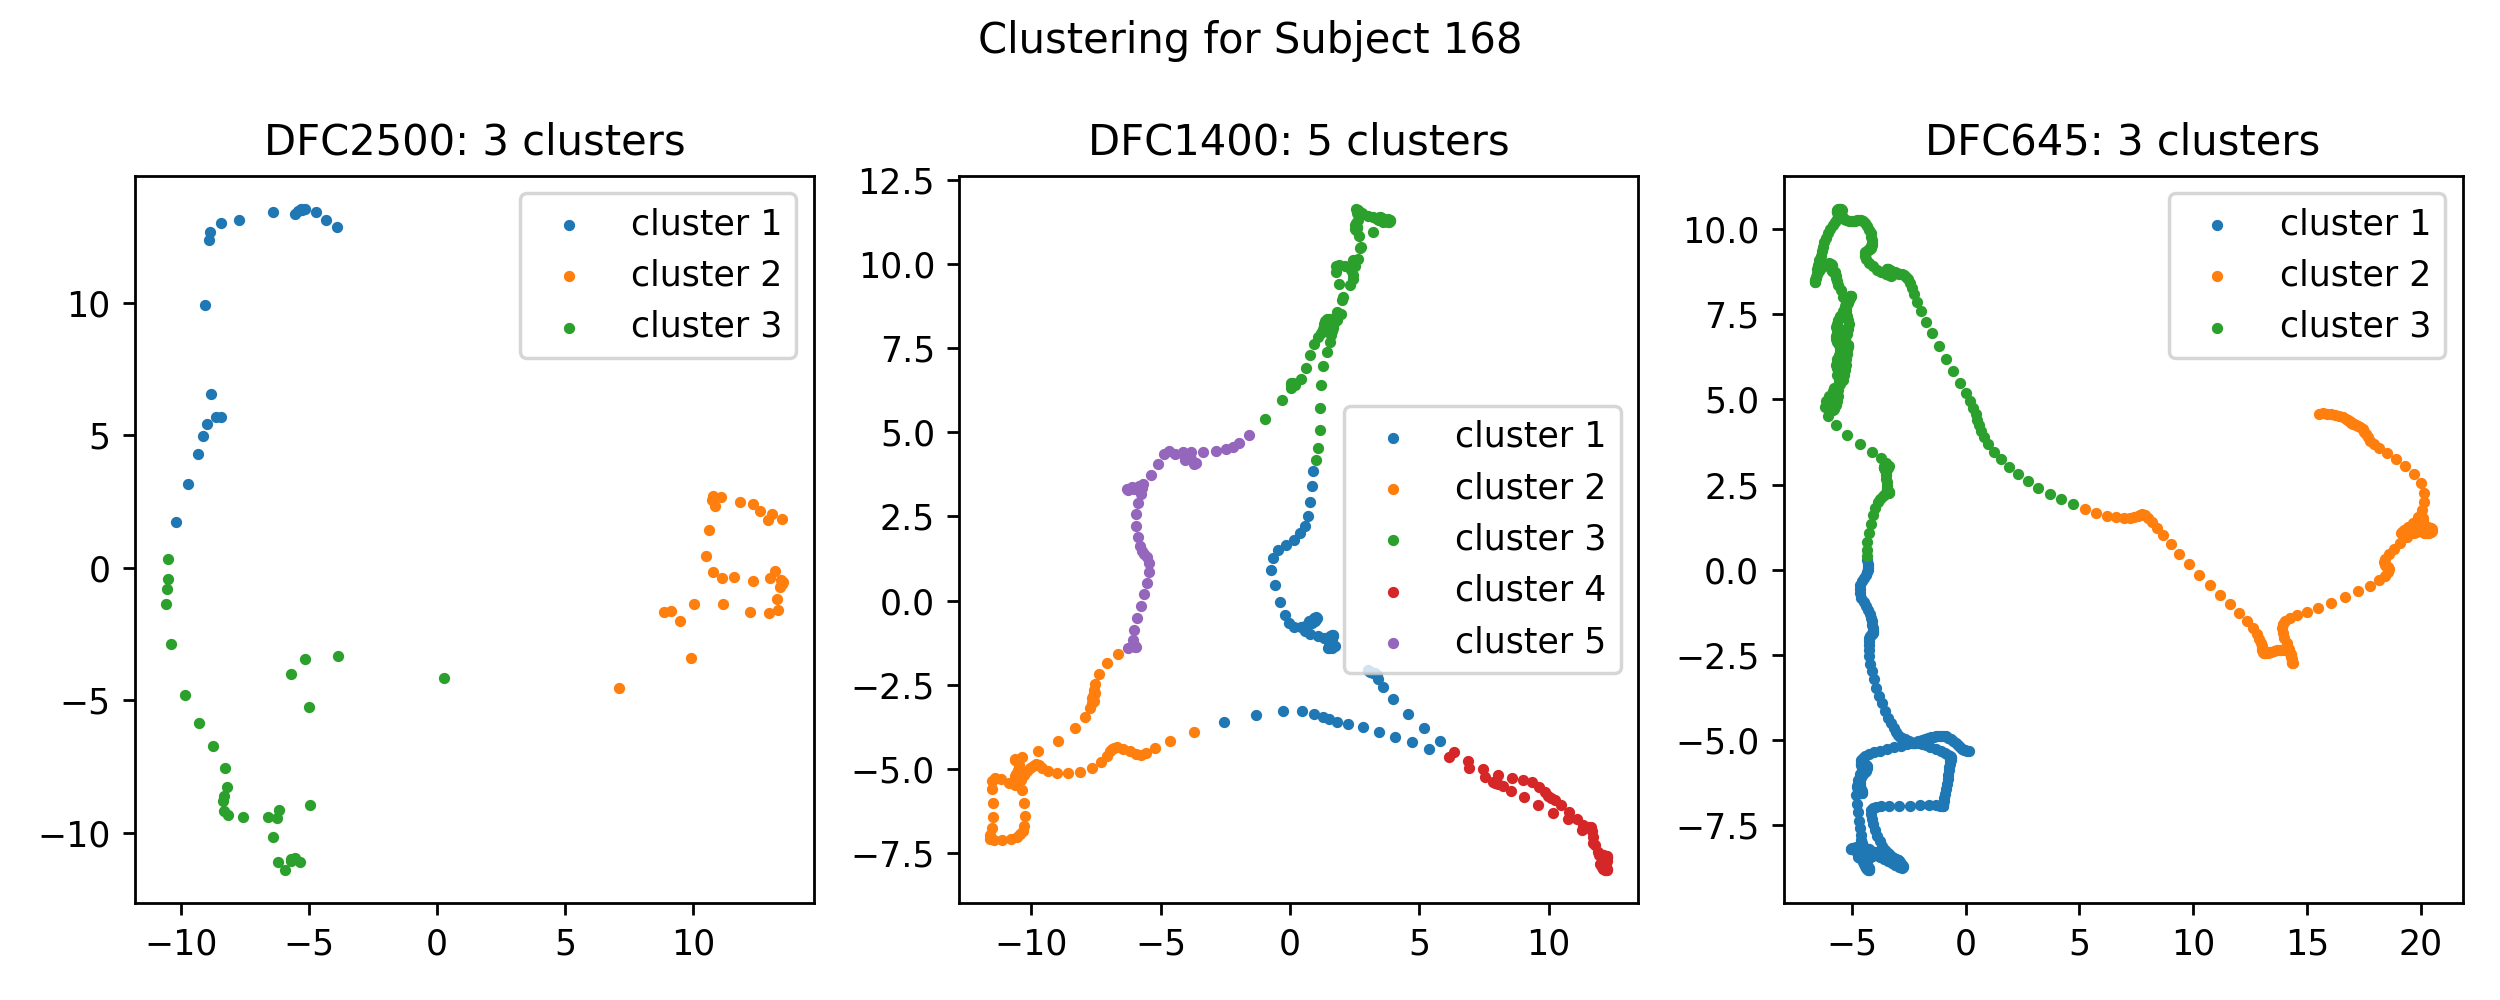 Clustering for Subject 168
DFC2500: 3 clusters
10
5
0
−5
−10
−10
−5
0
5
10
cluster 1
cluster 2
cluster 3
DFC1400: 5 clusters
12.5
10.0
7.5
5.0
2.5
0.0
−2.5
−5.0
−7.5
−10
−5
0
5
10
cluster 1
cluster 2
cluster 3
cluster 4
cluster 5
DFC645: 3 clusters
10.0
7.5
5.0
2.5
0.0
−2.5
−5.0
−7.5
−5
0
5
10
15
20
cluster 1
cluster 2
cluster 3